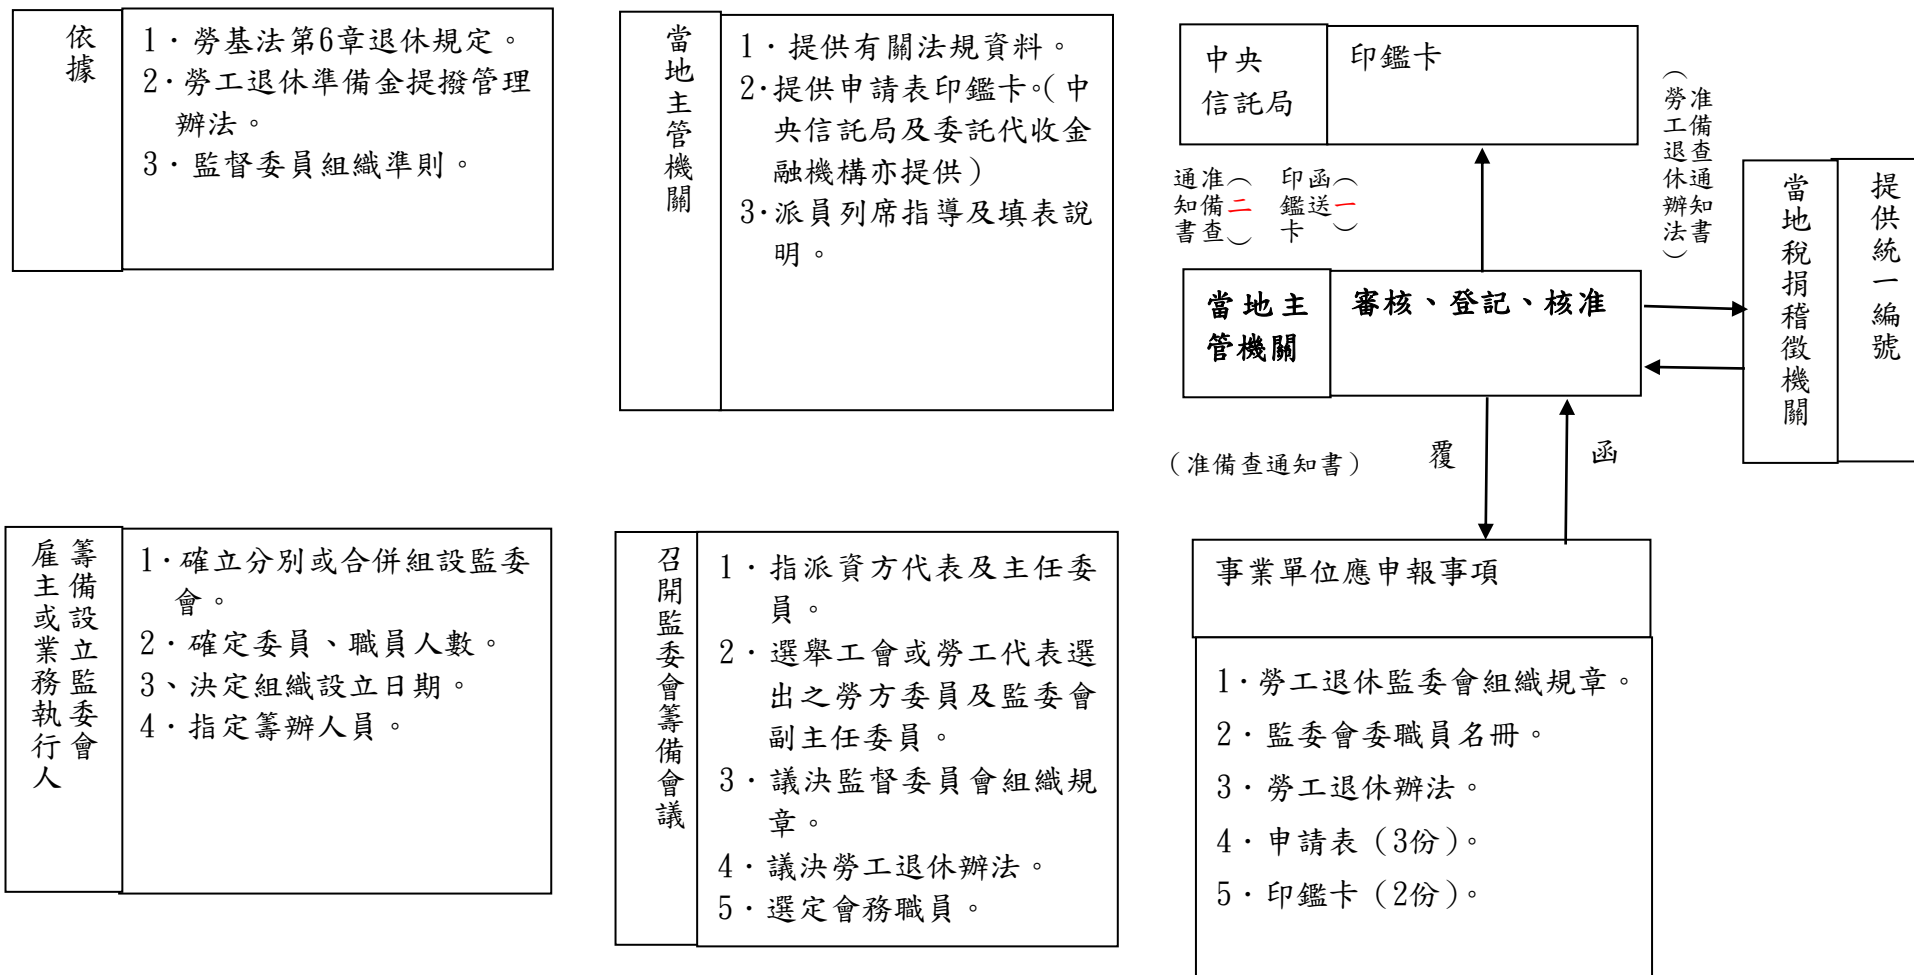 依據
1．勞基法第6章退休規定。
2．勞工退休準備金提撥管理
辦法。
3．監督委員組織準則。
當地主管機關
1．提供有關法規資料。
2．提供申請表印鑑卡。（中
央信託局及委託代收金
融機構亦提供）
3．派員列席指導及填表說
明。
中央
信託局
印鑑卡
（一）
函送
印鑑卡
（二）
准備查
通知書
准備查通知書
（勞工退休辦法）
當地主
管機關
審核、登記、核准
提供統一編號
當地稅捐稽徵機關
（准備查通知書）
覆
函
籌備設立監委會
雇主或業務執行人
1．確立分別或合併組設監委
會。
2．確定委員、職員人數。
3、決定組織設立日期。
4．指定籌辦人員。
召開監委會籌備會議
1．指派資方代表及主任委
員。
2．選舉工會或勞工代表選
出之勞方委員及監委會
副主任委員。
3．議決監督委員會組織規
章。
4．議決勞工退休辦法。
5．選定會務職員。
事業單位應申報事項
1．勞工退休監委會組織規章。
2．監委會委職員名冊。
3．勞工退休辦法。
4．申請表（3份）。
5．印鑑卡（2份）。